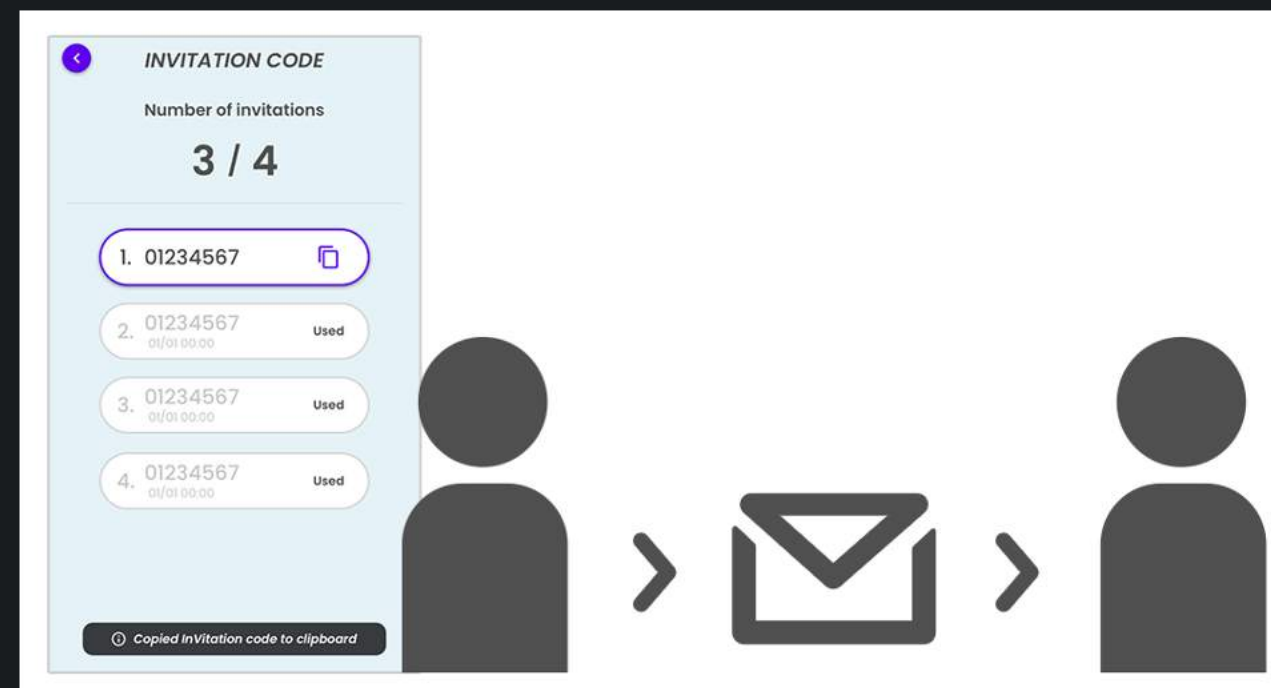 INVITATION CODE
Number of invitations
3 / 4
1. 01234567
2. 01234567 Used
01/01 00:00
3. 01234567 Used
01/01 00:00
4. 01234567 Used
01/01 00:00
Copied InVitation code to clipboard